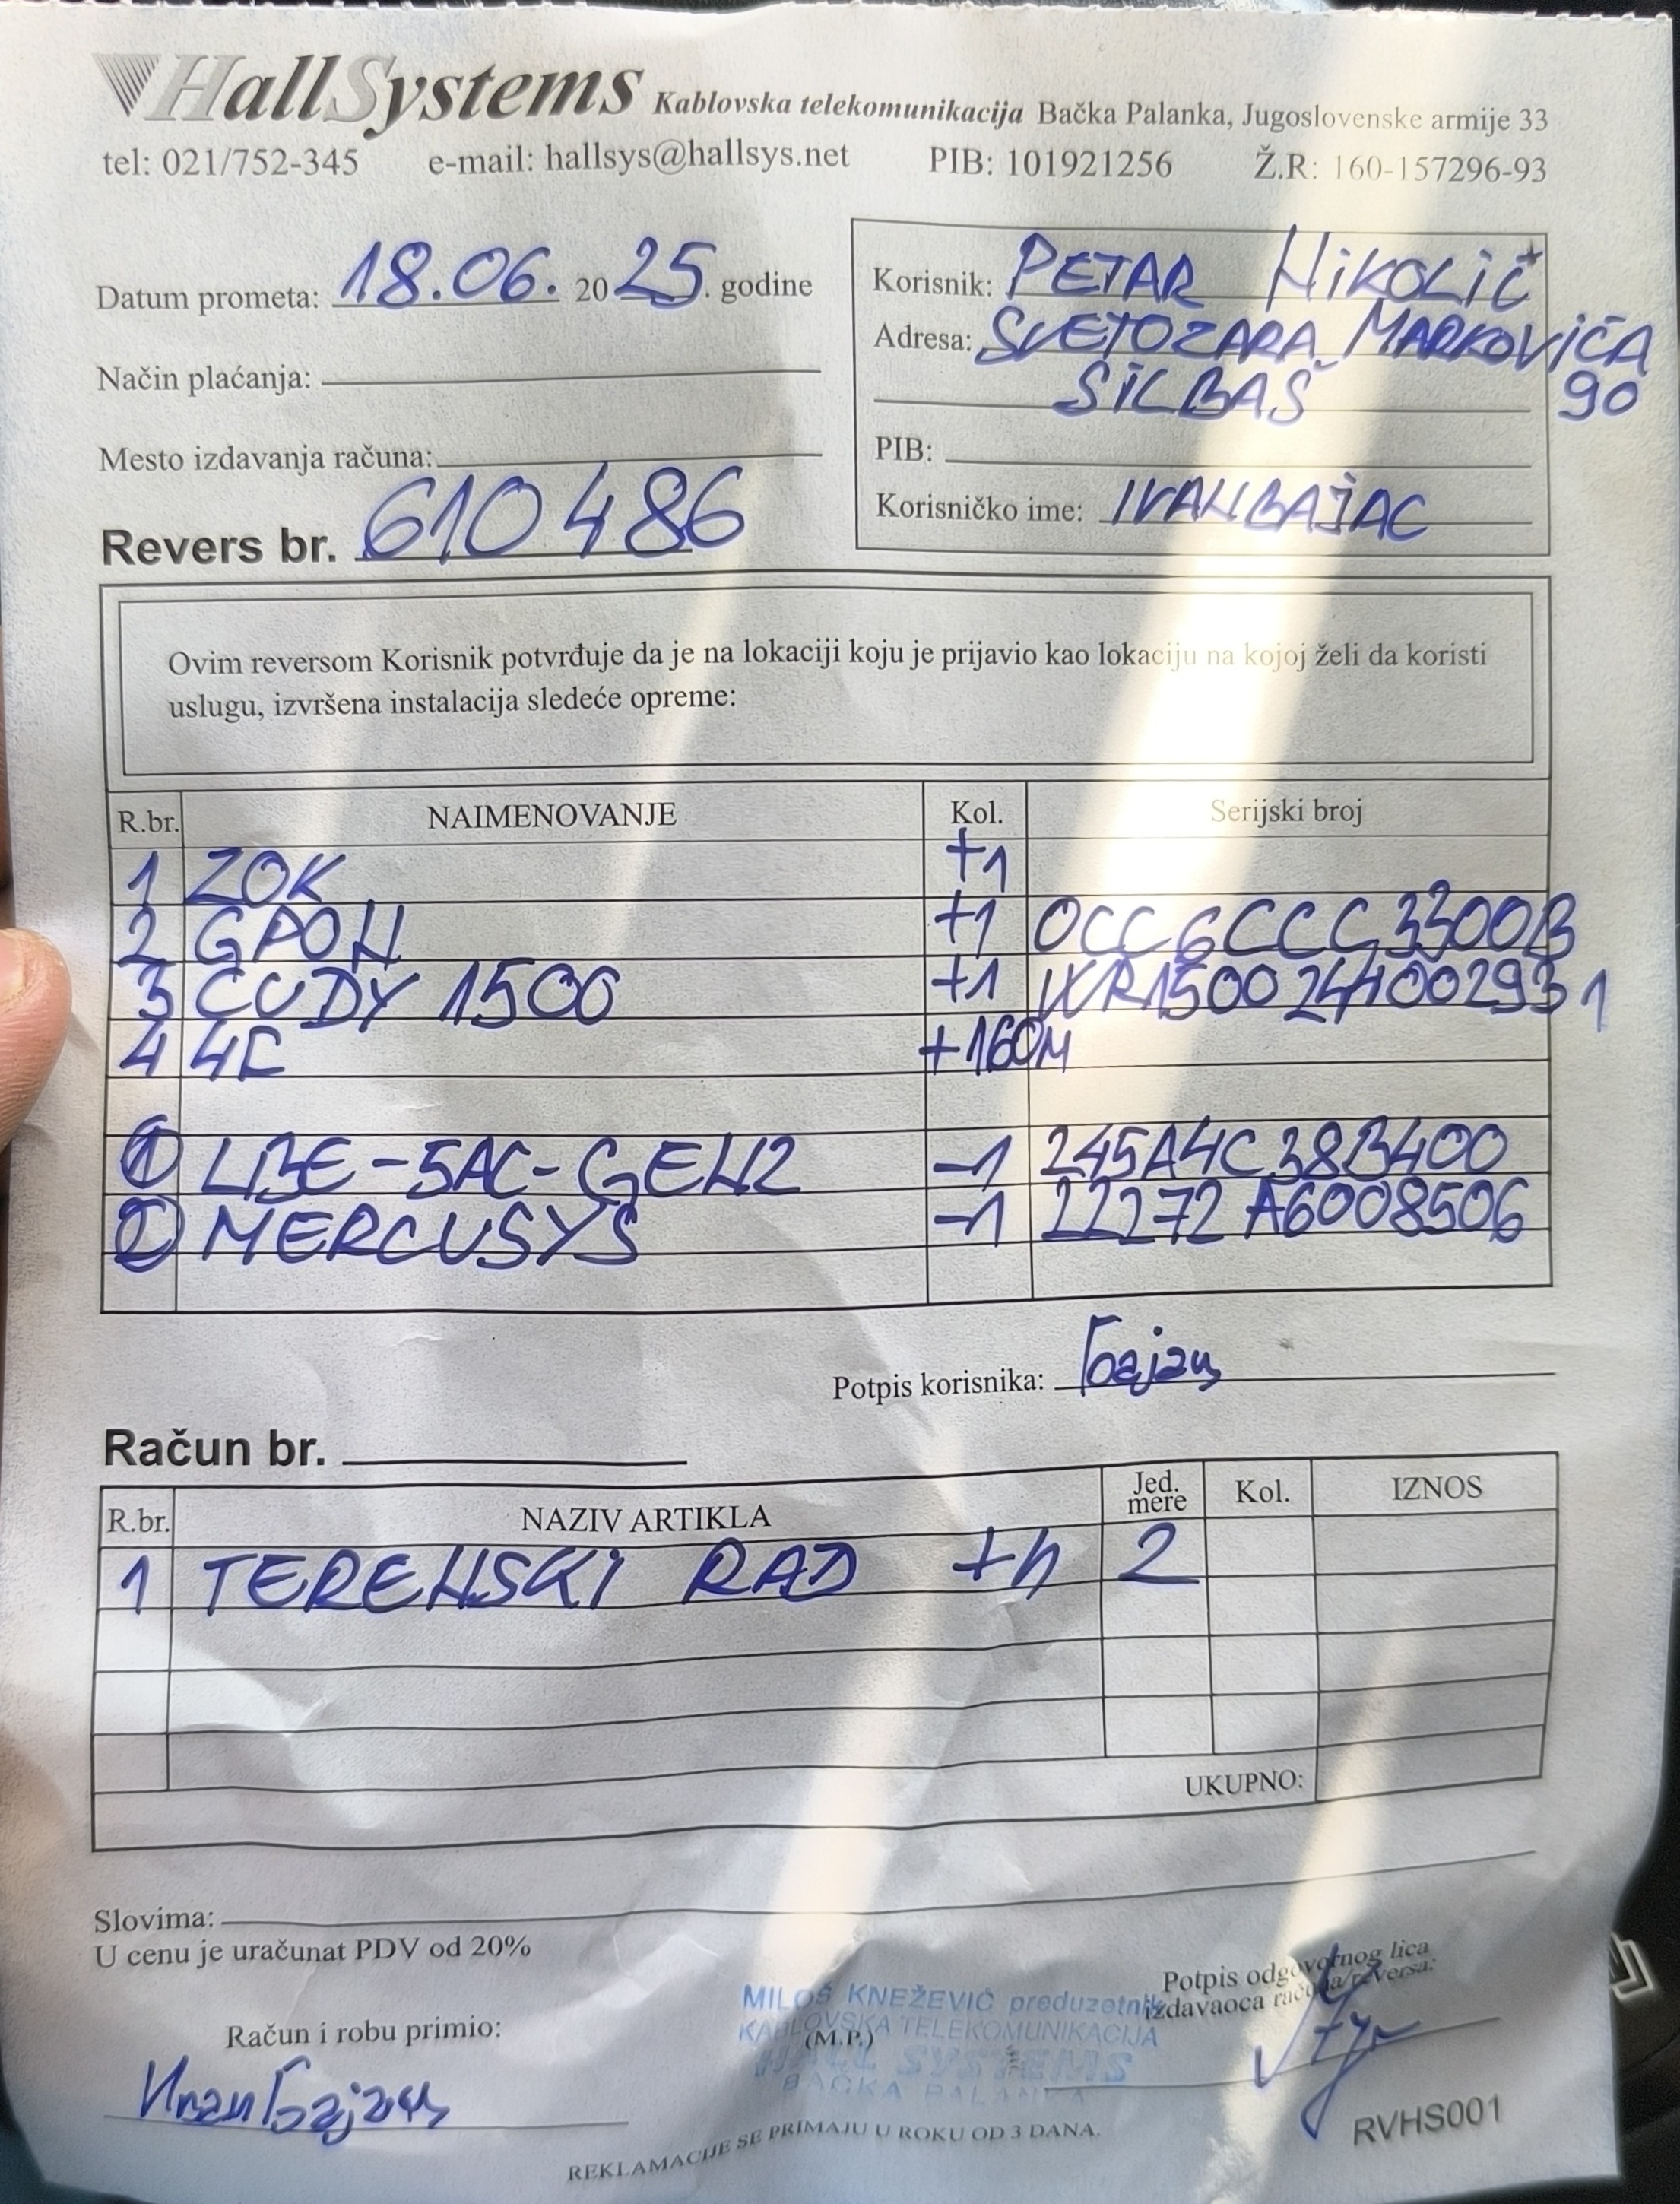 HallSystems Kablovska telekomunikacija Bačka Palanka, Jugoslovenske armije 33
tel: 021/752-345 e-mail: hallsys@hallsys.net PIB: 101921256 Ž.R: 160-157296-93
Datum prometa: 18.06. 2025. godine
Način plaćanja:
Mesto izdavanja računa:
Revers br. 610486
Korisnik: PETAR NIKOLIĆ
Adresa: SVETOZARA MARKOVIĆA
SILBAŠ 90
PIB:
Korisničko ime: IVANBAJAC
Ovim reversom Korisnik potvrđuje da je na lokaciji koju je prijavio kao lokaciju na kojoj želi da koristi
uslugu, izvršena instalacija sledeće opreme:
R.br. NAIMENOVANJE Kol. Serijski broj
1 ZOK +1
2 GPON +1 0CC6CCC3300B
3 CUDY 1500 +1 WR1500244002931
4 4C +160M
1 LBE-5AC-GEN2 -1 245A4C38B400
2 MERCUSYS -1 22272A6008506
Potpis korisnika: Бајац
Račun br.
R.br. NAZIV ARTIKLA Jed. mere Kol. IZNOS
1 TERENSKI RAD +h 2
UKUPNO:
Slovima:
U cenu je uračunat PDV od 20%
Račun i robu primio:
Иван Бајац
MILOŠ KNEŽEVIĆ preduzetnik
KABLOVSKA TELEKOMUNIKACIJA
(M.P.)
HALL SYSTEMS
BAČKA PALANKA
Potpis odgovornog lica
izdavaoca računa/reversa:
REKLAMACIJE SE PRIMAJU U ROKU OD 3 DANA.
RVHS001